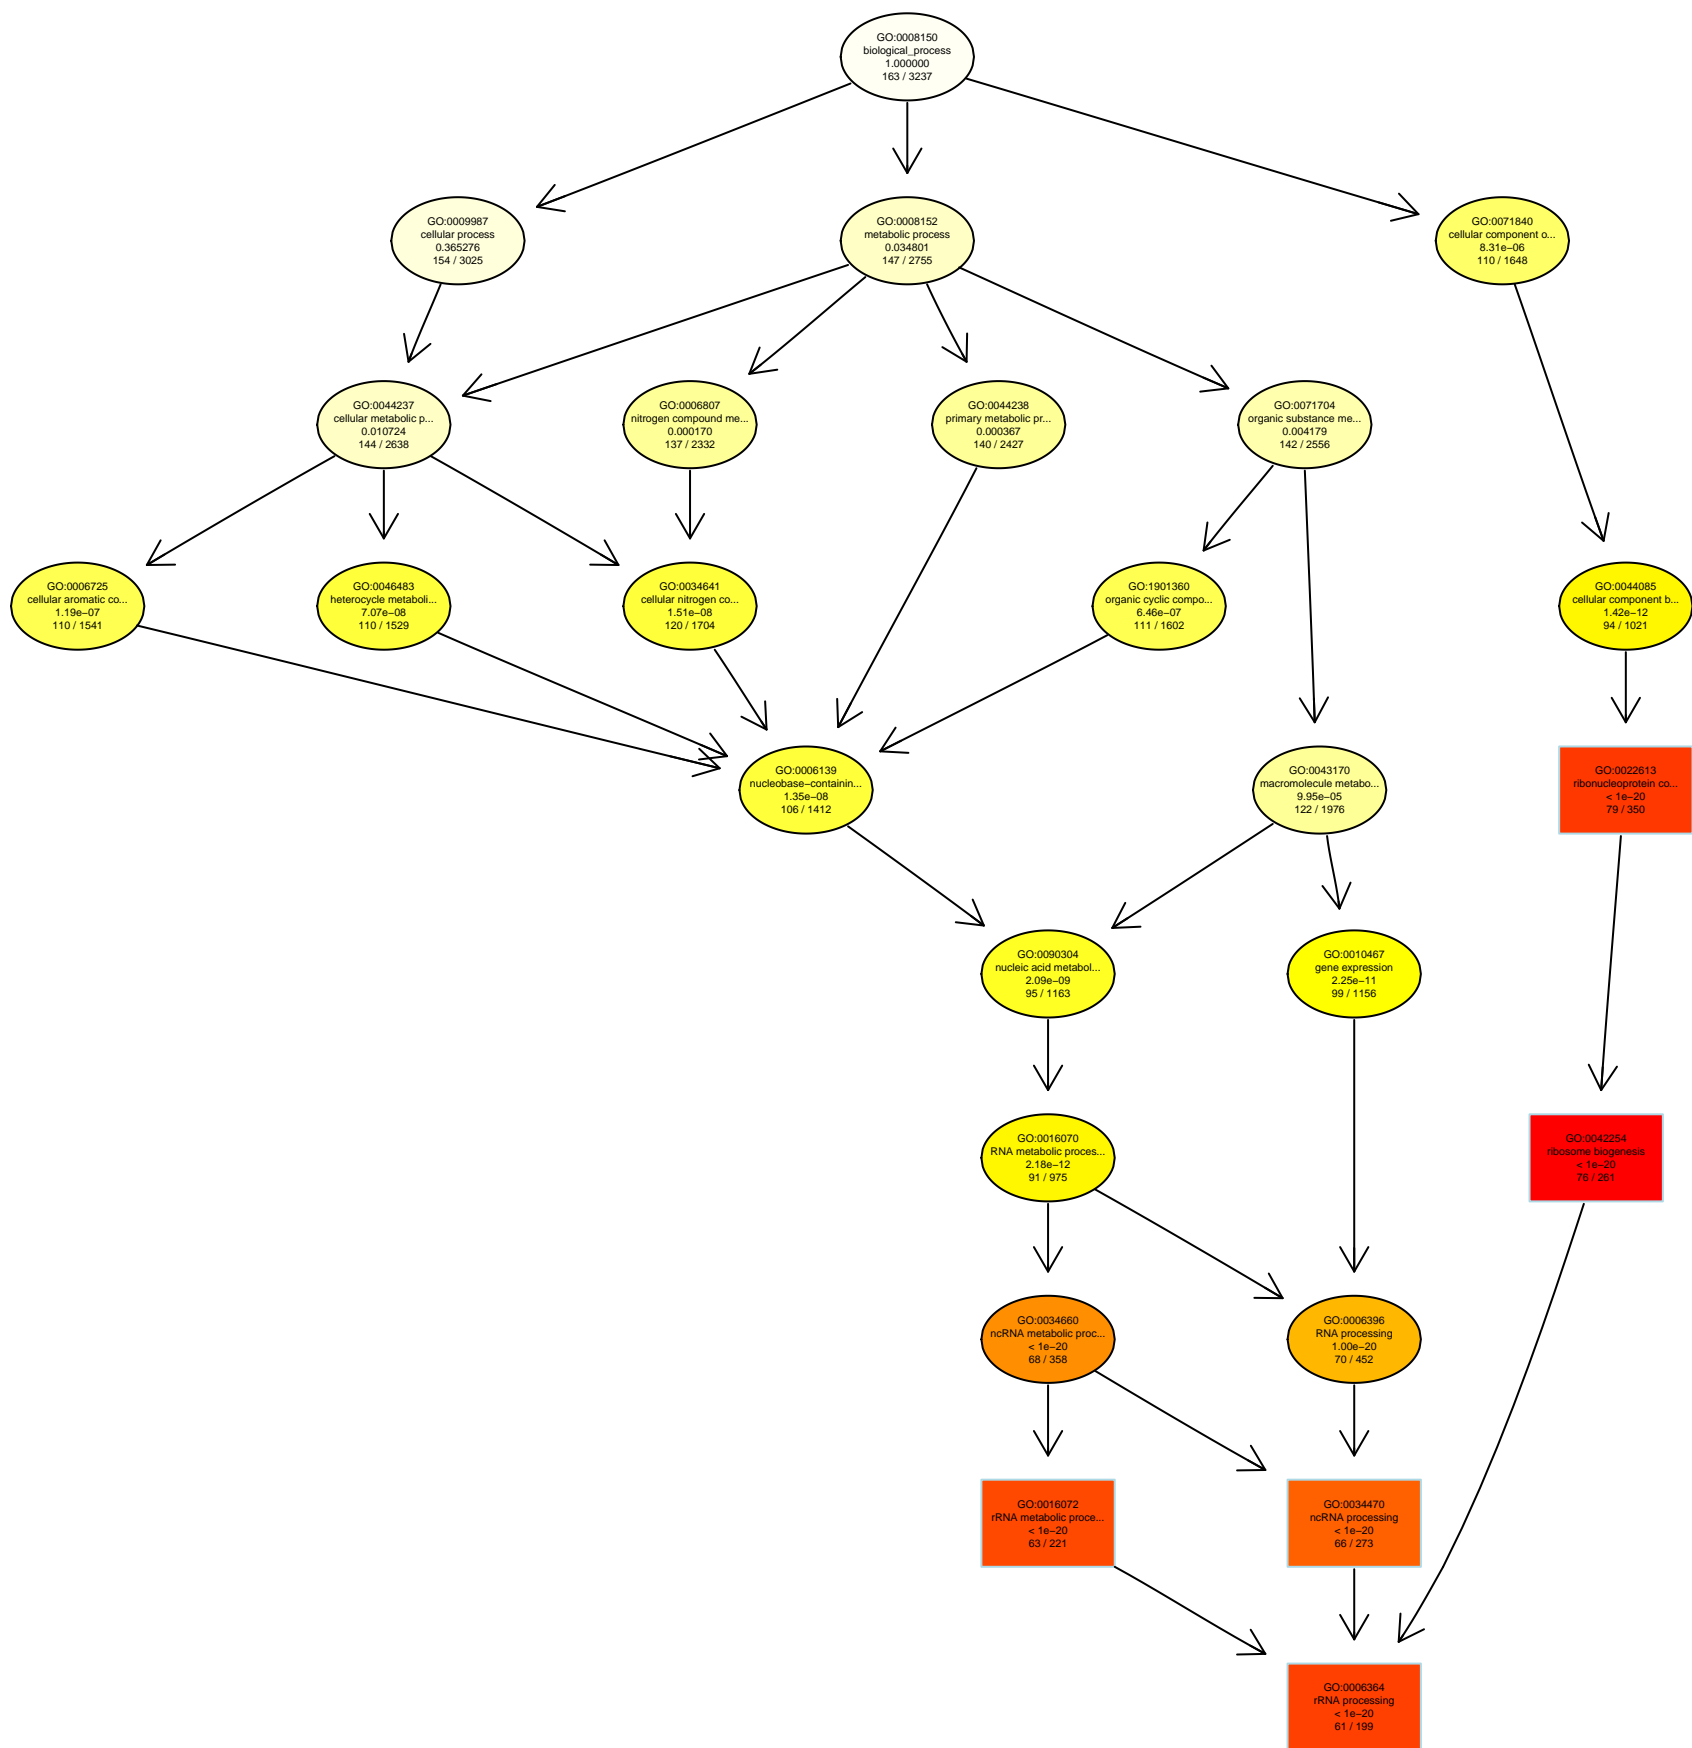 GO:0008150
biological_process
1.000000
163 / 3237
GO:0009987
cellular process
0.365276
154 / 3025
GO:0008152
metabolic process
0.034801
147 / 2755
GO:0071840
cellular component o...
8.31e−06
110 / 1648
GO:0044237
cellular metabolic p...
0.010724
144 / 2638
GO:0006807
nitrogen compound me...
0.000170
137 / 2332
GO:0044238
primary metabolic pr...
0.000367
140 / 2427
GO:0071704
organic substance me...
0.004179
142 / 2556
GO:0006725
cellular aromatic co...
1.19e−07
110 / 1541
GO:0046483
heterocycle metaboli...
7.07e−08
110 / 1529
GO:0034641
cellular nitrogen co...
1.51e−08
120 / 1704
GO:1901360
organic cyclic compo...
6.46e−07
111 / 1602
GO:0044085
cellular component b...
1.42e−12
94 / 1021
GO:0006139
nucleobase−containin...
1.35e−08
106 / 1412
GO:0043170
macromolecule metabo...
9.95e−05
122 / 1976
GO:0022613
ribonucleoprotein co...
< 1e−20
79 / 350
GO:0090304
nucleic acid metabol...
2.09e−09
95 / 1163
GO:0010467
gene expression
2.25e−11
99 / 1156
GO:0016070
RNA metabolic proces...
2.18e−12
91 / 975
GO:0042254
ribosome biogenesis
< 1e−20
76 / 261
GO:0034660
ncRNA metabolic proc...
< 1e−20
68 / 358
GO:0006396
RNA processing
1.00e−20
70 / 452
GO:0016072
rRNA metabolic proce...
< 1e−20
63 / 221
GO:0034470
ncRNA processing
< 1e−20
66 / 273
GO:0006364
rRNA processing
< 1e−20
61 / 199